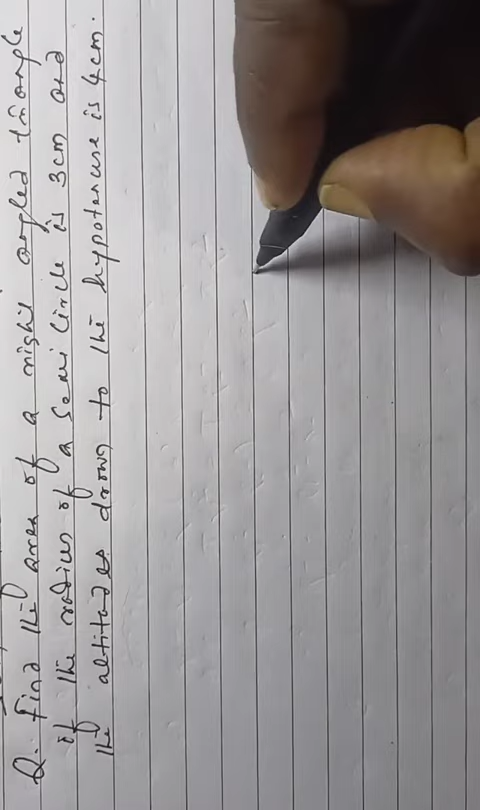 Q. Find the area of a right angled triangle
if the radius of a semi circle is 3cm and
the altitudes drawn to the hypotenuse is 4cm.